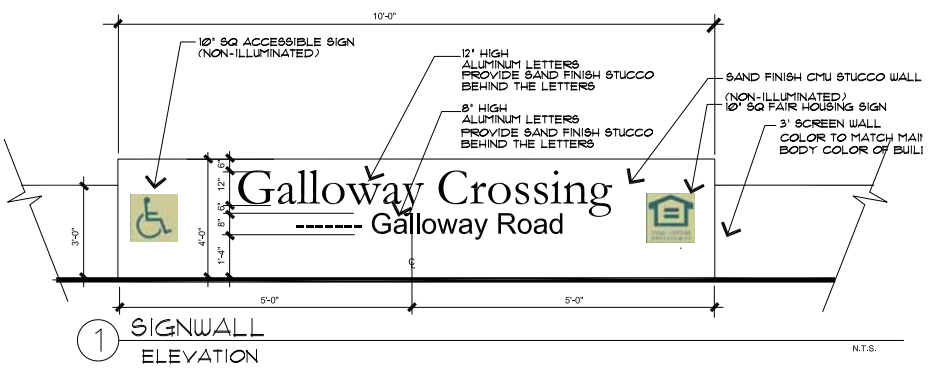 10'-0"
10" SQ ACCESSIBLE SIGN
(NON-ILLUMINATED)
12" HIGH
ALUMINUM LETTERS
PROVIDE SAND FINISH STUCCO
BEHIND THE LETTERS
8" HIGH
ALUMINUM LETTERS
PROVIDE SAND FINISH STUCCO
BEHIND THE LETTERS
SAND FINISH CMU STUCCO WALL
(NON-ILLUMINATED)
10" SQ FAIR HOUSING SIGN
3' SCREEN WALL
COLOR TO MATCH MAI
BODY COLOR OF BUIL
6"
12"
6"
8"
1'-4"
4'-0"
3'-0"
Galloway Crossing
------- Galloway Road
℄
5'-0"
5'-0"
1
SIGNWALL
ELEVATION
N.T.S.